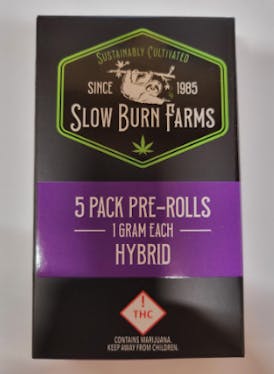 SUSTAINABLY CULTIVATED
SINCE 1985
SLOW BURN FARMS
5 PACK PRE-ROLLS
1 GRAM EACH
HYBRID
!
THC
CONTAINS MARIJUANA.
KEEP AWAY FROM CHILDREN.